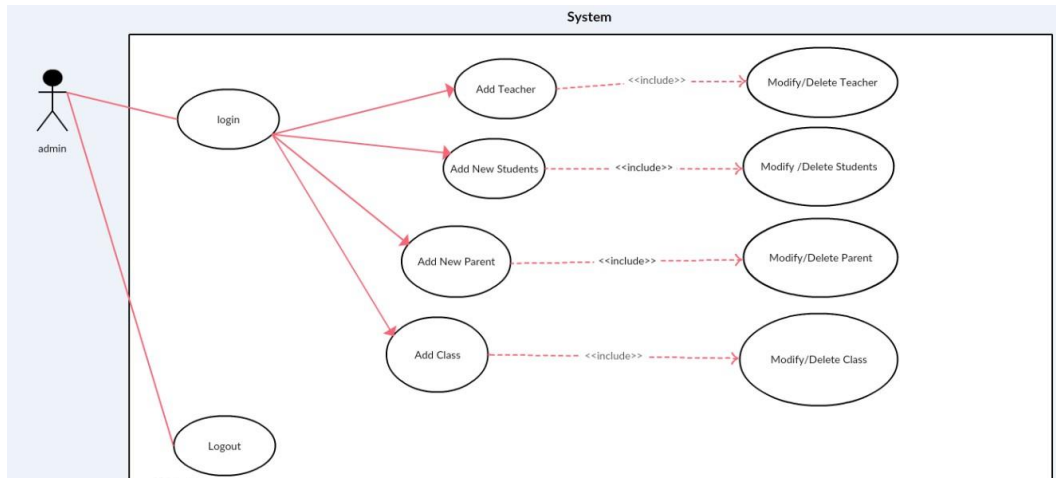 System
admin
login
Add Teacher
<<include>>
Modify/Delete Teacher
Add New Students
<<include>>
Modify /Delete Students
Add New Parent
<<include>>
Modify/Delete Parent
Add Class
<<include>>
Modify/Delete Class
Logout